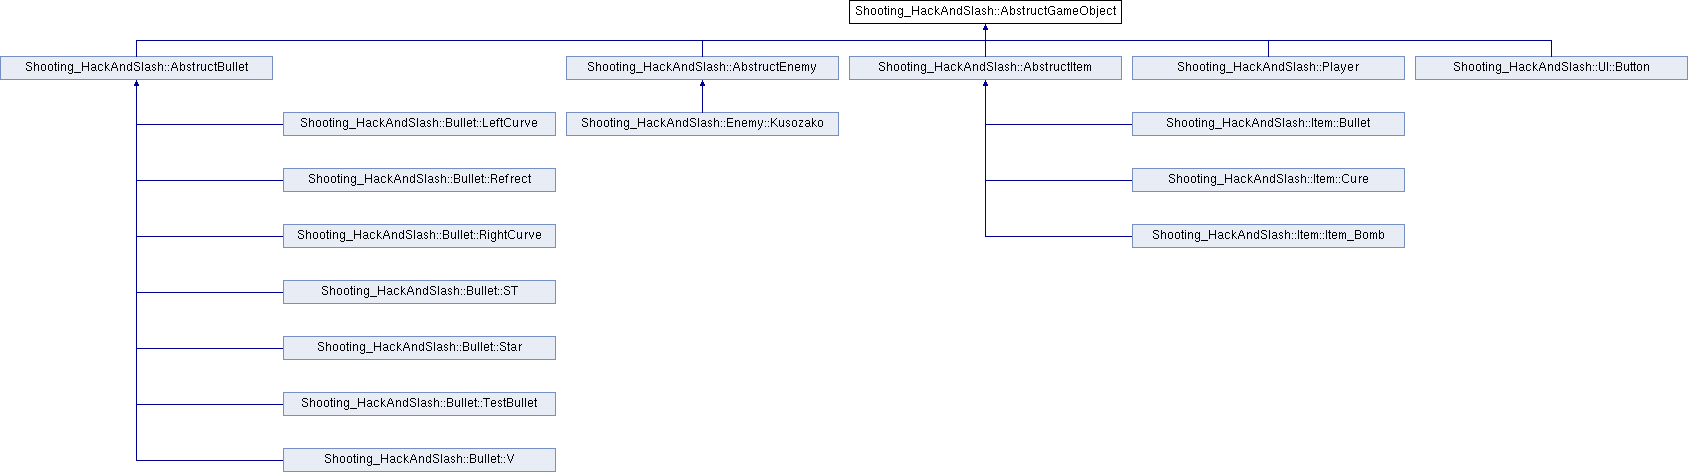 Shooting_HackAndSlash::AbstructGameObject
Shooting_HackAndSlash::AbstructBullet
Shooting_HackAndSlash::AbstructEnemy
Shooting_HackAndSlash::AbstructItem
Shooting_HackAndSlash::Player
Shooting_HackAndSlash::UI::Button
Shooting_HackAndSlash::Bullet::LeftCurve
Shooting_HackAndSlash::Enemy::Kusozako
Shooting_HackAndSlash::Item::Bullet
Shooting_HackAndSlash::Bullet::Refrect
Shooting_HackAndSlash::Item::Cure
Shooting_HackAndSlash::Bullet::RightCurve
Shooting_HackAndSlash::Item::Item_Bomb
Shooting_HackAndSlash::Bullet::ST
Shooting_HackAndSlash::Bullet::Star
Shooting_HackAndSlash::Bullet::TestBullet
Shooting_HackAndSlash::Bullet::V